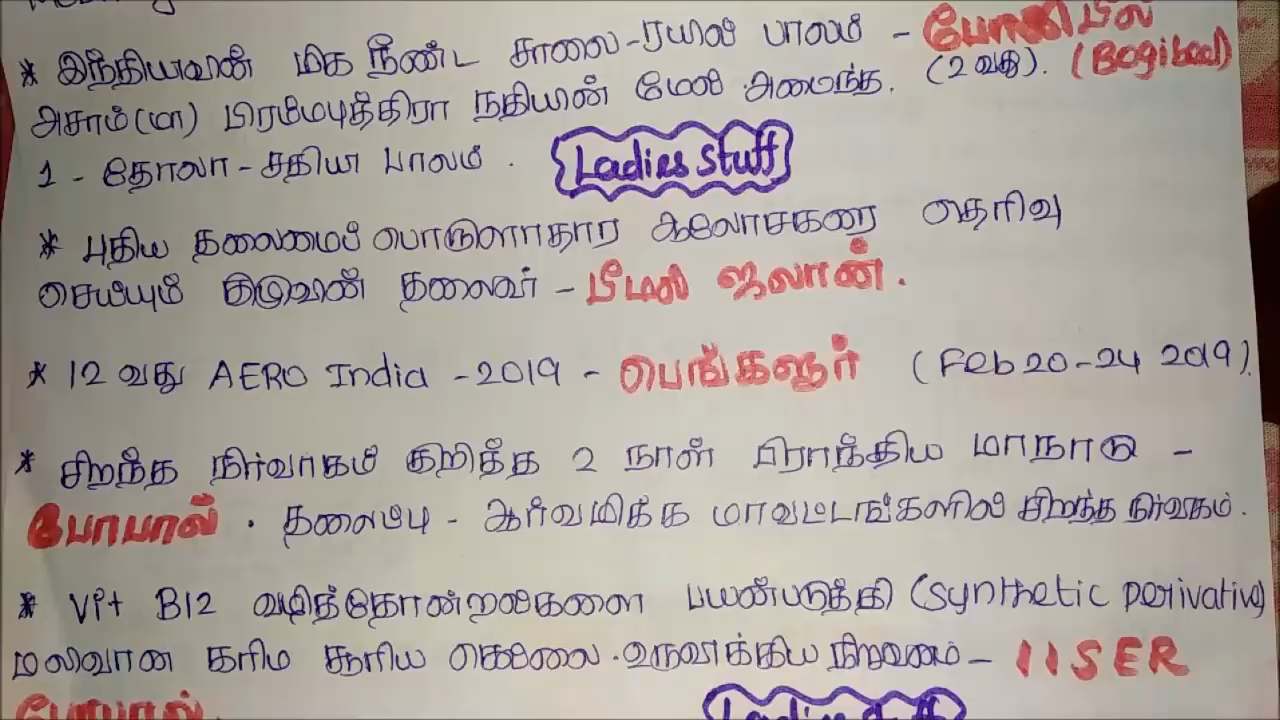 * இந்தியாவின் மிக நீண்ட சாலை-ரயில் பாலம் - போஹிபீல்
அசாம்(மா) பிரம்மபுத்திரா நதியின் மேல் அமைந்த. (2வது). (Bogibeel)
1 - தோலா - சதியா பாலம் . Ladies Stuff
* புதிய தலைமைப் பொருளாதார ஆலோசகரை தெரிவு
செய்யும் குழுவின் தலைவர் - பீமல் ஜலான்.
* 12 வது AERO India - 2019 - பெங்களூர் (Feb 20-24 2019).
* சிறந்த நிர்வாகம் குறித்த 2 நாள் பிராந்திய மாநாடு -
போபால் . தலைப்பு - ஆர்வமிக்க மாவட்டங்களில் சிறந்த நிர்வகம்.
* Vit B12 வழித்தோன்றல்களை பயன்படுத்தி (Synthetic Derivative)
மலிவான கரிம சூரிய செல்லை உருவாக்கிய நிறுவனம் - IISER
போபால்.